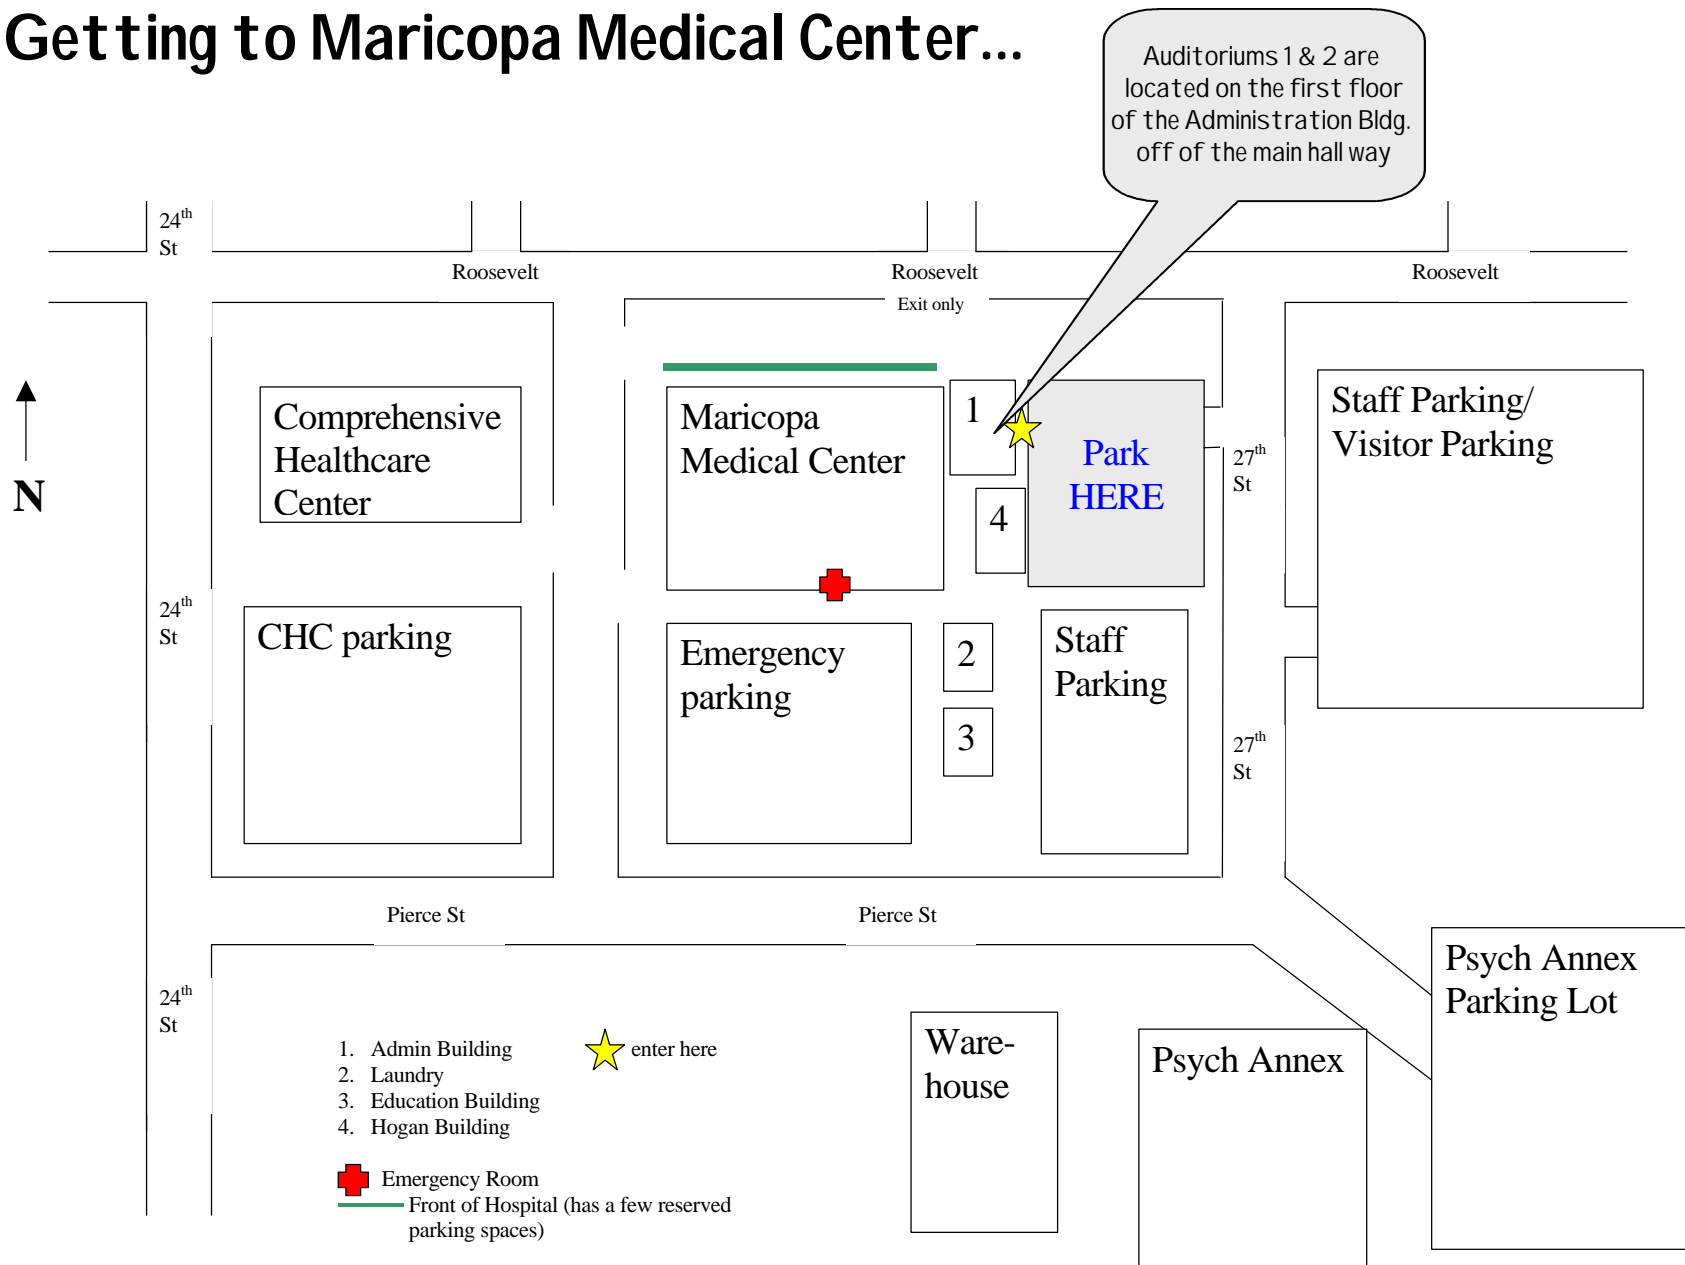 Getting to Maricopa Medical Center...
Auditoriums 1 & 2 are
located on the first floor
of the Administration Bldg.
off of the main hall way
24th
St
Roosevelt
Roosevelt
Roosevelt
Exit only
N
Comprehensive
Healthcare
Center
Maricopa
Medical Center
1
Park
HERE
4
27th
St
Staff Parking/
Visitor Parking
24th
St
CHC parking
Emergency
parking
2
3
Staff
Parking
27th
St
Pierce St
Pierce St
24th
St
1. Admin Building
2. Laundry
3. Education Building
4. Hogan Building
enter here
Emergency Room
Front of Hospital (has a few reserved
parking spaces)
Ware-
house
Psych Annex
Psych Annex
Parking Lot